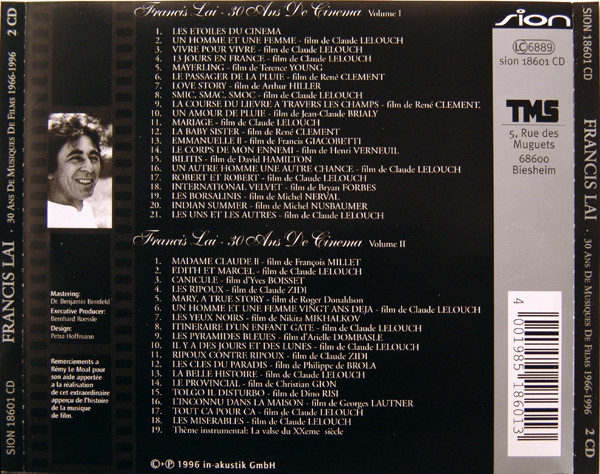 SION 18601 CD
FRANCIS LAI · 30 ANS DE MUSIQUES DE FILMS 1966-1996
2 CD
Francis Lai · 30 Ans De Cinema Volume I
1. LES ETOILES DU CINEMA
2. UN HOMME ET UNE FEMME - film de Claude LELOUCH
3. VIVRE POUR VIVRE - film de Claude LELOUCH
4. 13 JOURS EN FRANCE - film de Claude LELOUCH
5. MAYERLING - film de Terence YOUNG
6. LE PASSAGER DE LA PLUIE - film de René CLEMENT
7. LOVE STORY - film de Arthur HILLER
8. SMIC, SMAC, SMOC - film de Claude LELOUCH
9. LA COURSE DU LIEVRE A TRAVERS LES CHAMPS - film de René CLEMENT.
10. UN AMOUR DE PLUIE - film de Jean-Claude BRIALY
11. MARIAGE - film de Claude LELOUCH
12. LA BABY SISTER - film de René CLEMENT
13. EMMANUELLE II - film de Francis GIACOBETTI
14. LE CORPS DE MON ENNEMI - film de Henri VERNEUIL
15. BILITIS - film de David HAMILTON
16. UN AUTRE HOMME UNE AUTRE CHANCE - film de Claude LELOUCH
17. ROBERT ET ROBERT - film de Claude LELOUCH
18. INTERNATIONAL VELVET - film de Bryan FORBES
19. LES BORSALINIS - film de Michel NERVAL
20. INDIAN SUMMER - film de Michel NUSBAUMER
21. LES UNS ET LES AUTRES - film de Claude LELOUCH
Francis Lai · 30 Ans De Cinema Volume II
1. MADAME CLAUDE II - film de François MILLET
2. EDITH ET MARCEL - film de Claude LELOUCH
3. CANICULE - film d'Yves BOISSET
4. LES RIPOUX - film de Claude ZIDI
5. MARY, A TRUE STORY - film de Roger DONALDSON
6. UN HOMME ET UNE FEMME VINGT ANS DEJA - film de Claude LELOUCH
7. LES YEUX NOIRS - film de Nikita MIKHALKOV
8. ITINERAIRE D'UN ENFANT GATE - film de Claude LELOUCH
9. LES PYRAMIDES BLEUES - film d'Arielle DOMBASLE
10. IL Y A DES JOURS ET DES LUNES - film de Claude LELOUCH
11. RIPOUX CONTRE RIPOUX - film de Claude ZIDI
12. LES CLES DU PARADIS - film de Philippe de BROLA
13. LA BELLE HISTOIRE - film de Claude LELOUCH
14. LE PROVINCIAL - film de Christian GION
15. TOLGO IL DISTURBO - film de Dino RISI
16. L'INCONNU DANS LA MAISON - film de Georges LAUTNER
17. TOUT CA POUR CA - film de Claude LELOUCH
18. LES MISERABLES - film de Claude LELOUCH
19. Thème instrumental: La valse du XXeme siècle
©+℗ 1996 in-akustik GmbH
Mastering:
Dr. Benjamin Bernfeld
Executive Producer:
Bernhard Roessle
Design:
Petra Hoffmann
Remerciements a
Rémy Le Moal pour
son aide apportée
a la réalisation
de cet extraordinaire
apperçu de l'histoire
de la musique
de film.
sion
LC 6889
sion 18601 CD
TMS
5, Rue des
Muguets
68600
Biesheim
4 001985 186013
SION 18601 CD
FRANCIS LAI · 30 ANS DE MUSIQUES DE FILMS 1966-1996
2 CD